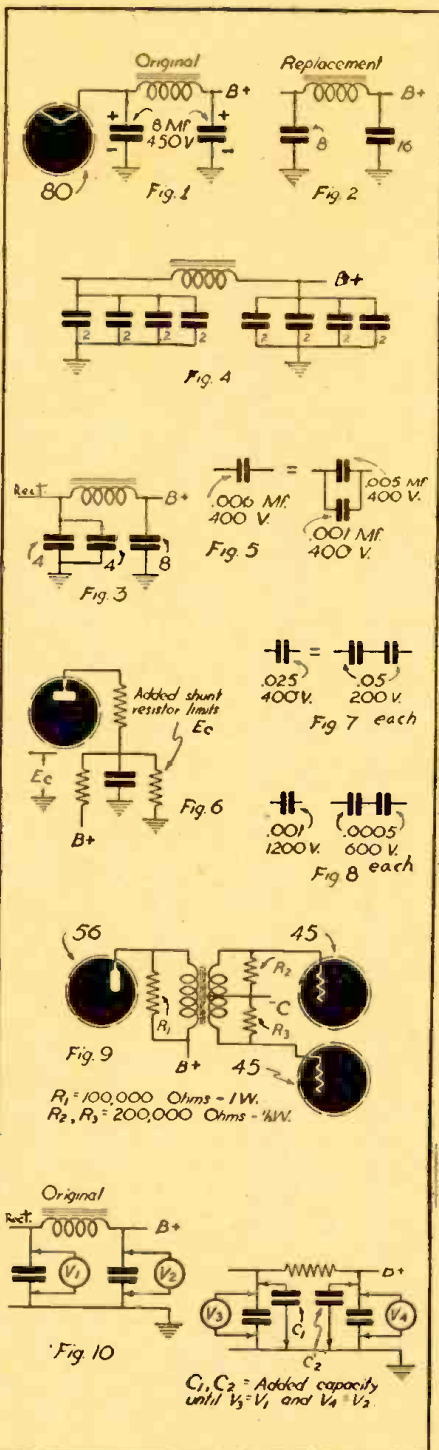 Original
Replacement
B+
B+
+
+
8 Mf.
450 V
-
-
8
16
80
Fig. 1
Fig. 2
B+
2 2 2 2 2 2 2 2
Fig. 4
Rect.
B+
4
4
8
Fig. 3
=
.006 Mf.
400 V.
.005 Mf.
400 V.
.001 Mf.
400 V.
Fig. 5
Added shunt
resistor limits
Ec
Ec
B+
Fig. 6
=
.025
400 V.
.05
200 V.
Fig 7 each
.001
1200 V.
.0005
600 V.
Fig 8 each
56
45
R1
R2
-C
R3
B+
45
Fig. 9
R1 = 100,000 Ohms - 1 W.
R2, R3 = 200,000 Ohms - ½W.
Original
Rect.
B+
V1
V2
Fig. 10
B+
V3
C1
C2
V4
C1, C2 = Added capacity
until V3=V1 and V4=V2.